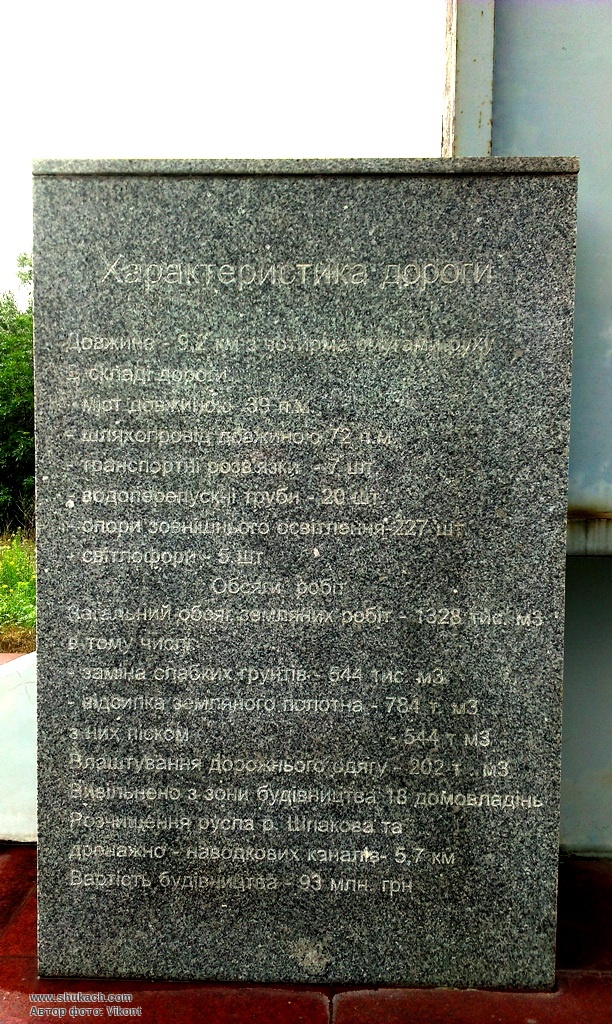 Характеристика дороги
Довжина - 9,2 км з чотирма смугами руху
в складі дороги:
- міст довжиною 39 п.м.
- шляхопровід довжиною 72 п.м.
- транспортні розв'язки - 7 шт.
- водоперепускні труби - 20 шт.
- опори зовнішнього освітлення-227 шт.
- світлофори - 5 шт.
Обсяги робіт
Загальний обсяг земляних робіт - 1328 тис. м3
в тому числі:
- заміна слабких грунтів - 544 тис. м3
- відсипка земляного полотна - 784 т. м3
з них піском - 544 т м3
Влаштування дорожнього одягу - 202 т . м3
Вивільнено з зони будівництва 18 домовладінь
Розчищення русла р. Шпакова та
дренажно - наводкових каналів- 5,7 км
Вартість будівництва - 93 млн. грн
www.shukach.com
Автор фото: Vikont